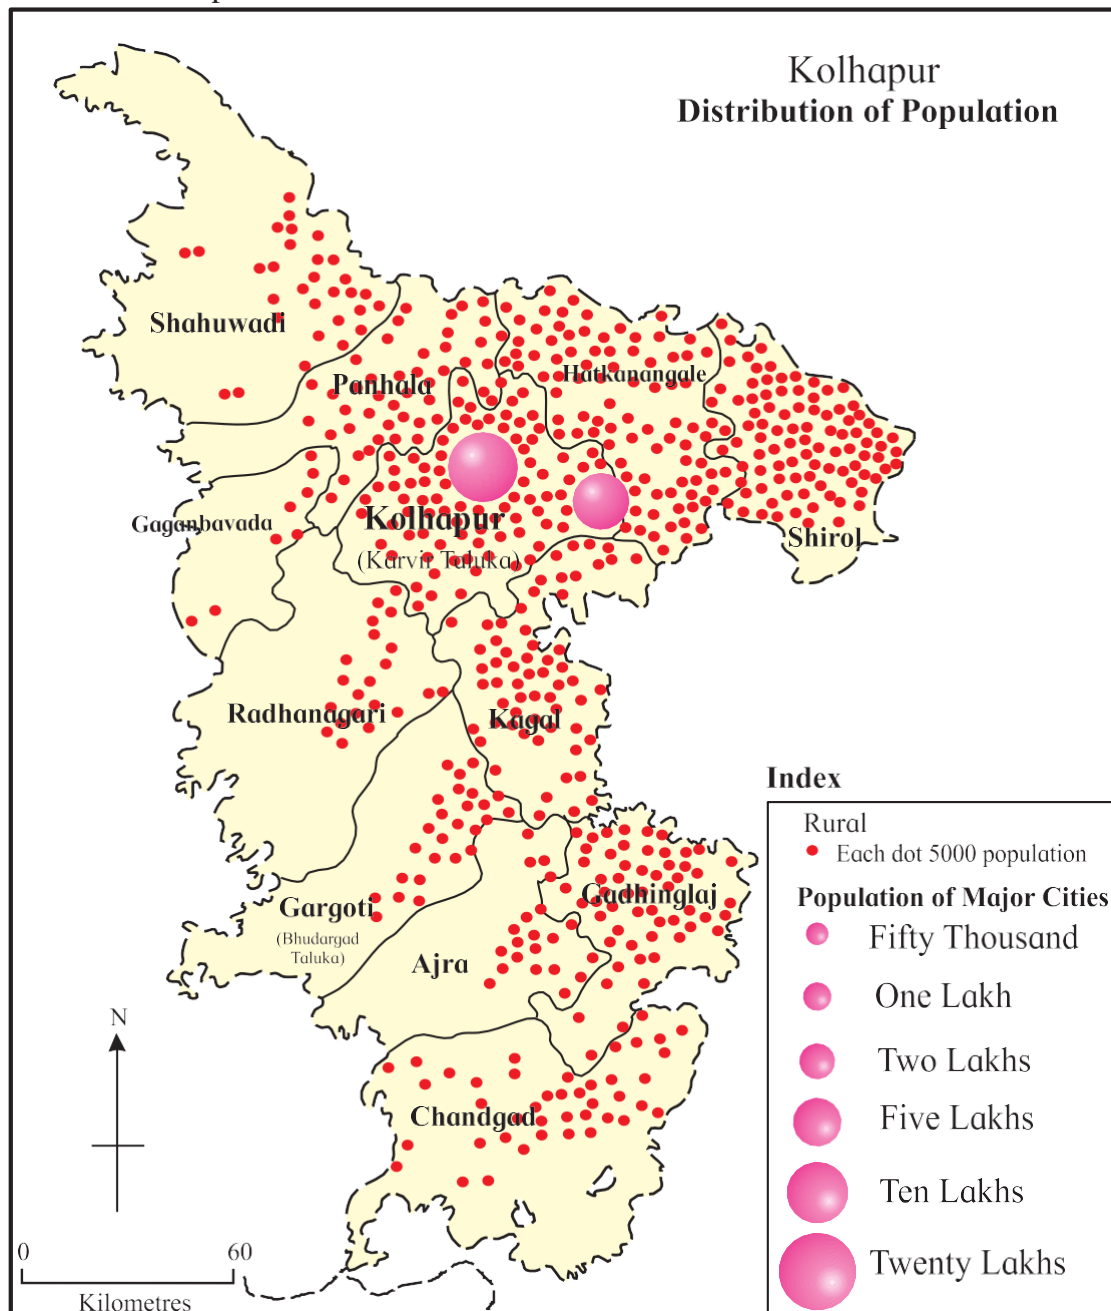 Kolhapur
Distribution of Population
Shahuwadi
Panhala
Hatkanangale
Gaganbavada
Kolhapur
(Karvir Taluka)
Shirol
Radhanagari
Kagal
Gargoti
(Bhudargad
Taluka)
Ajra
Gadhinglaj
Chandgad
N
0 60
Kilometres
Index
Rural
Each dot 5000 population
Population of Major Cities
Fifty Thousand
One Lakh
Two Lakhs
Five Lakhs
Ten Lakhs
Twenty Lakhs